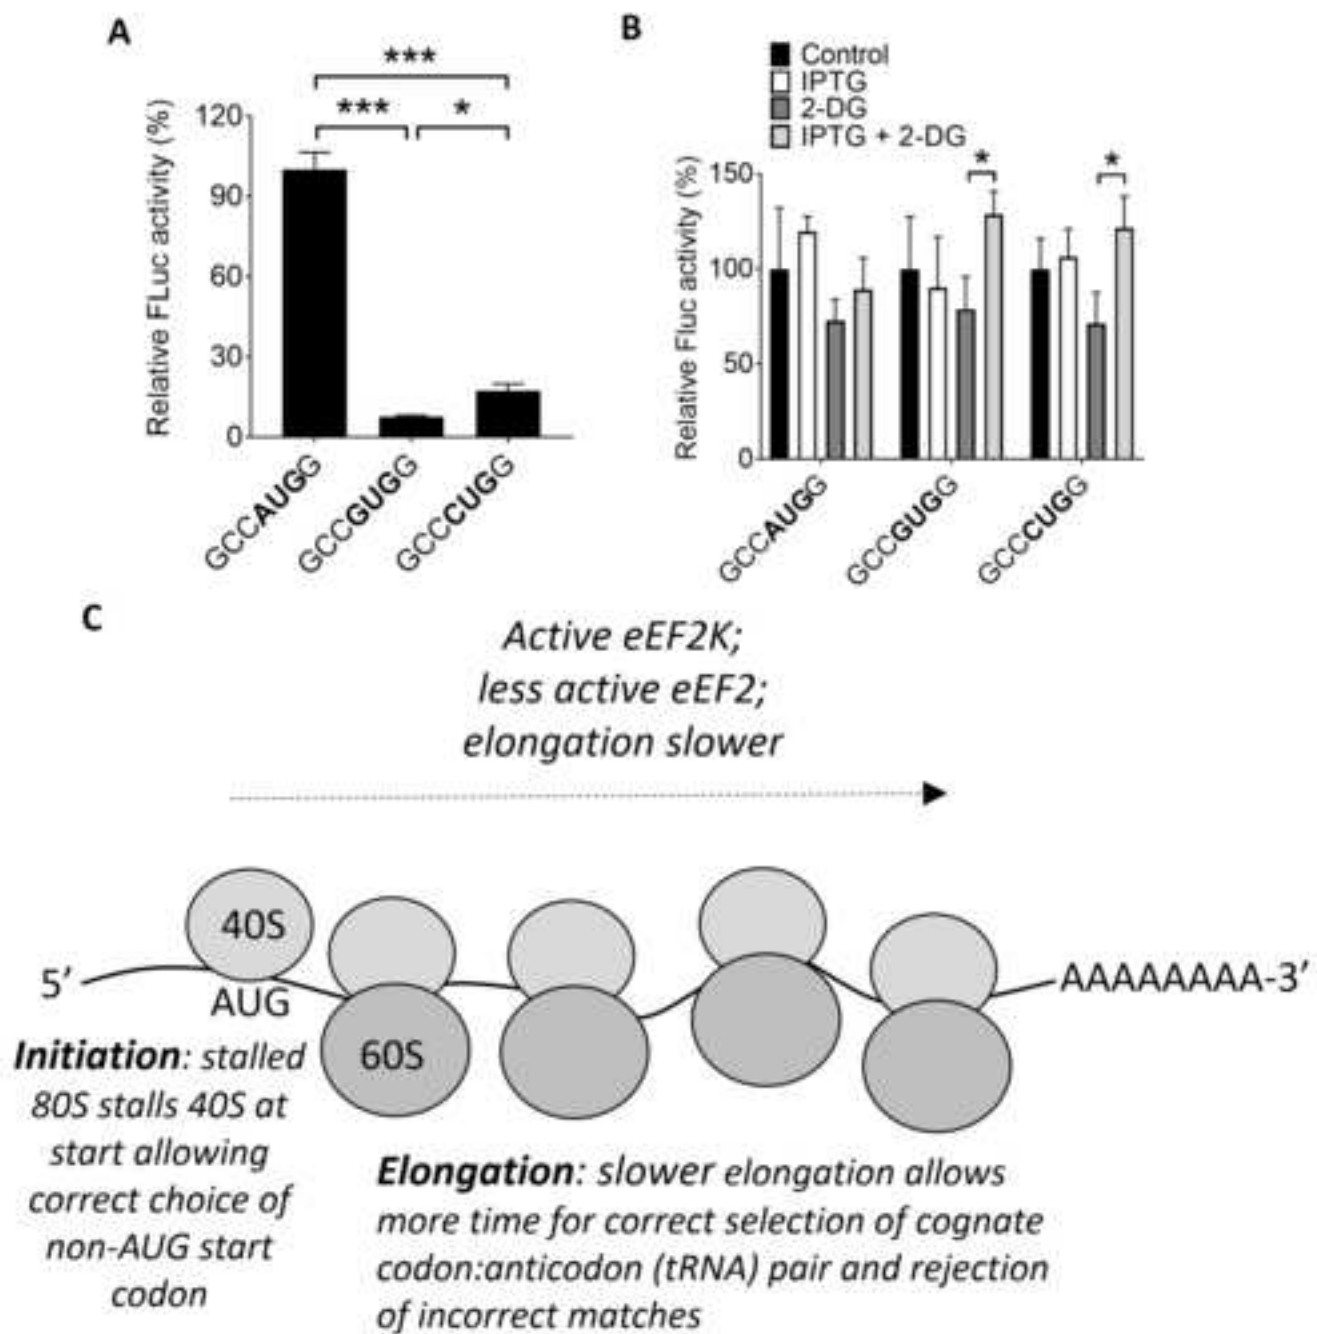 A
***
***
*
Relative FLuc activity (%)
120
90
60
30
0
GCCAUGG
GCCGUGG
GCCCUGG
B
Control
IPTG
2-DG
IPTG + 2-DG
*
*
Relative Fluc activity (%)
150
100
50
0
GCCAUGG
GCCGUGG
GCCCUGG
C
Active eEF2K;
less active eEF2;
elongation slower
40S
5’
AUG
60S
AAAAAAAA-3’
Initiation: stalled
80S stalls 40S at
start allowing
correct choice of
non-AUG start
codon
Elongation: slower elongation allows
more time for correct selection of cognate
codon:anticodon (tRNA) pair and rejection
of incorrect matches